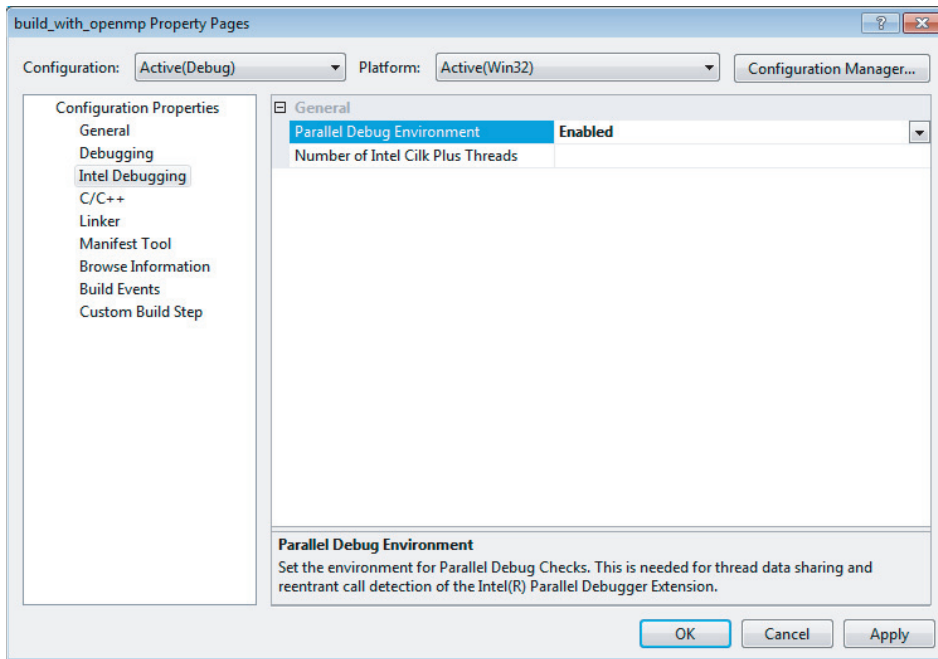 build_with_openmp Property Pages
Configuration: Active(Debug) Platform: Active(Win32) Configuration Manager...
Configuration Properties
General
Debugging
Intel Debugging
C/C++
Linker
Manifest Tool
Browse Information
Build Events
Custom Build Step
General
Parallel Debug Environment Enabled
Number of Intel Cilk Plus Threads
Parallel Debug Environment
Set the environment for Parallel Debug Checks. This is needed for thread data sharing and
reentrant call detection of the Intel(R) Parallel Debugger Extension.
OK Cancel Apply